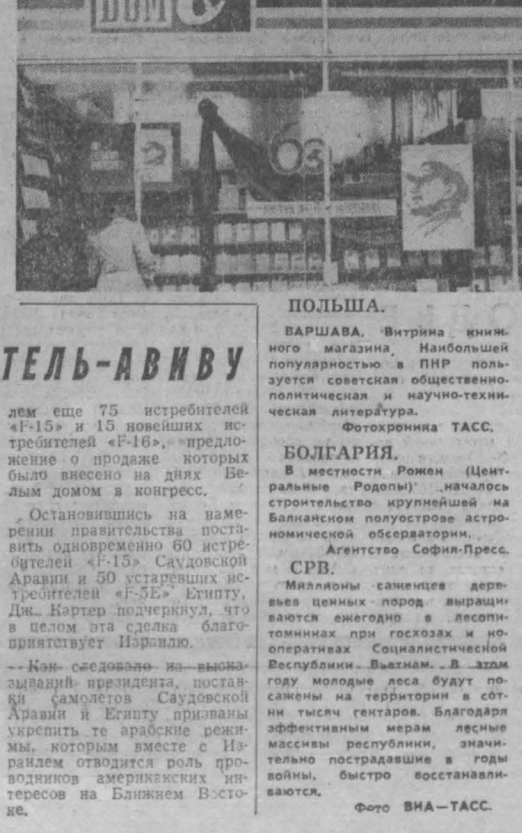 DOM
ТЕЛЬ-АВИВУ
лем еще 75 истребителей
«F-15» и 15 новейших ис-
требителей «F-16», предло-
жение о продаже которых
было внесено на днях Бе-
лым домом в конгресс.
Остановившись на наме-
рении правительства поста-
вить одновременно 60 истре-
бителей «F-15» Саудовской
Аравии и 50 устаревших ис-
требителей «F-5E» Египту,
Дж. Картер подчеркнул, что
в целом эта сделка благо-
приятствует Израилю.
Как следовало из выска-
зываний президента, постав-
ки самолетов Саудовской
Аравии и Египту призваны
укрепить те арабские режи-
мы, которым вместе с Из-
раилем отводится роль про-
водников американских ин-
тересов на Ближнем Восто-
ке.
ПОЛЬША.
ВАРШАВА. Витрина книж-
ного магазина. Наибольшей
популярностью в ПНР поль-
зуется советская общественно-
политическая и научно-техни-
ческая литература.
Фотохроника ТАСС.
БОЛГАРИЯ.
В местности Рожен (Цент-
ральные Родопы) началось
строительство крупнейшей на
Балканском полуострове астро-
номической обсерватории.
Агентство София-Пресс.
СРВ.
Миллионы саженцев дере-
вьев ценных пород выращи-
ваются ежегодно в лесопи-
томниках при госхозах и ко-
оперативах Социалистической
Республики Вьетнам. В этом
году молодые леса будут по-
сажены на территории в сот-
ни тысяч гектаров. Благодаря
эффективным мерам лесные
массивы республики, значи-
тельно пострадавшие в годы
войны, быстро восстанавли-
ваются.
Фото ВИА—ТАСС.